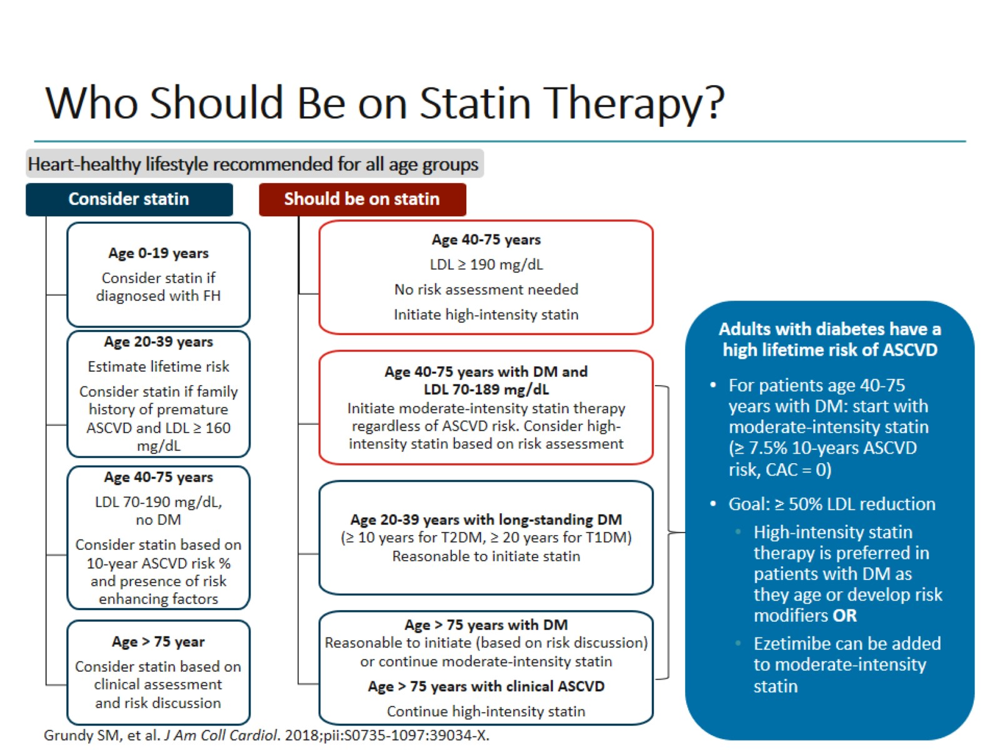 Who Should Be on Statin Therapy?
Heart-healthy lifestyle recommended for all age groups
Consider statin
Age 0-19 years
Consider statin if
diagnosed with FH
Age 20-39 years
Estimate lifetime risk
Consider statin if family
history of premature
ASCVD and LDL ≥ 160
mg/dL
Age 40-75 years
LDL 70-190 mg/dL,
no DM
Consider statin based on
10-year ASCVD risk %
and presence of risk
enhancing factors
Age > 75 year
Consider statin based on
clinical assessment
and risk discussion
Should be on statin
Age 40-75 years
LDL ≥ 190 mg/dL
No risk assessment needed
Initiate high-intensity statin
Age 40-75 years with DM and
LDL 70-189 mg/dL
Initiate moderate-intensity statin therapy
regardless of ASCVD risk. Consider high-
intensity statin based on risk assessment
Age 20-39 years with long-standing DM
(≥ 10 years for T2DM, ≥ 20 years for T1DM)
Reasonable to initiate statin
Age > 75 years with DM
Reasonable to initiate (based on risk discussion)
or continue moderate-intensity statin
Age > 75 years with clinical ASCVD
Continue high-intensity statin
Adults with diabetes have a
high lifetime risk of ASCVD
• For patients age 40-75
years with DM: start with
moderate-intensity statin
(≥ 7.5% 10-years ASCVD
risk, CAC = 0)
• Goal: ≥ 50% LDL reduction
• High-intensity statin
therapy is preferred in
patients with DM as
they age or develop risk
modifiers OR
• Ezetimibe can be added
to moderate-intensity
statin
Grundy SM, et al. J Am Coll Cardiol. 2018;pii:S0735-1097:39034-X.